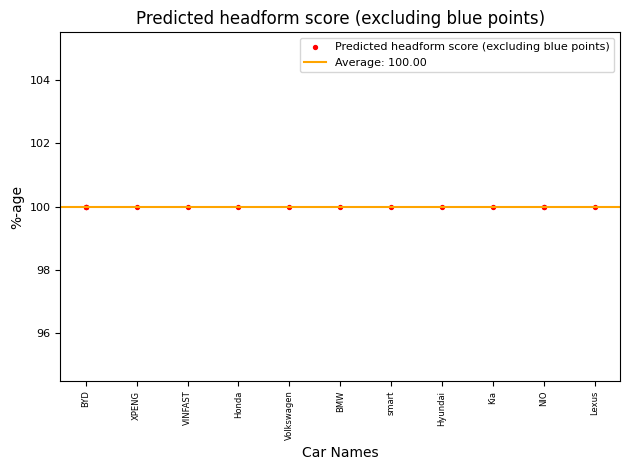 Predicted headform score (excluding blue points)
Predicted headform score (excluding blue points)
Average: 100.00
%-age
104
102
100
98
96
BYD
XPENG
VINFAST
Honda
Volkswagen
BMW
smart
Hyundai
Kia
NIO
Lexus
Car Names